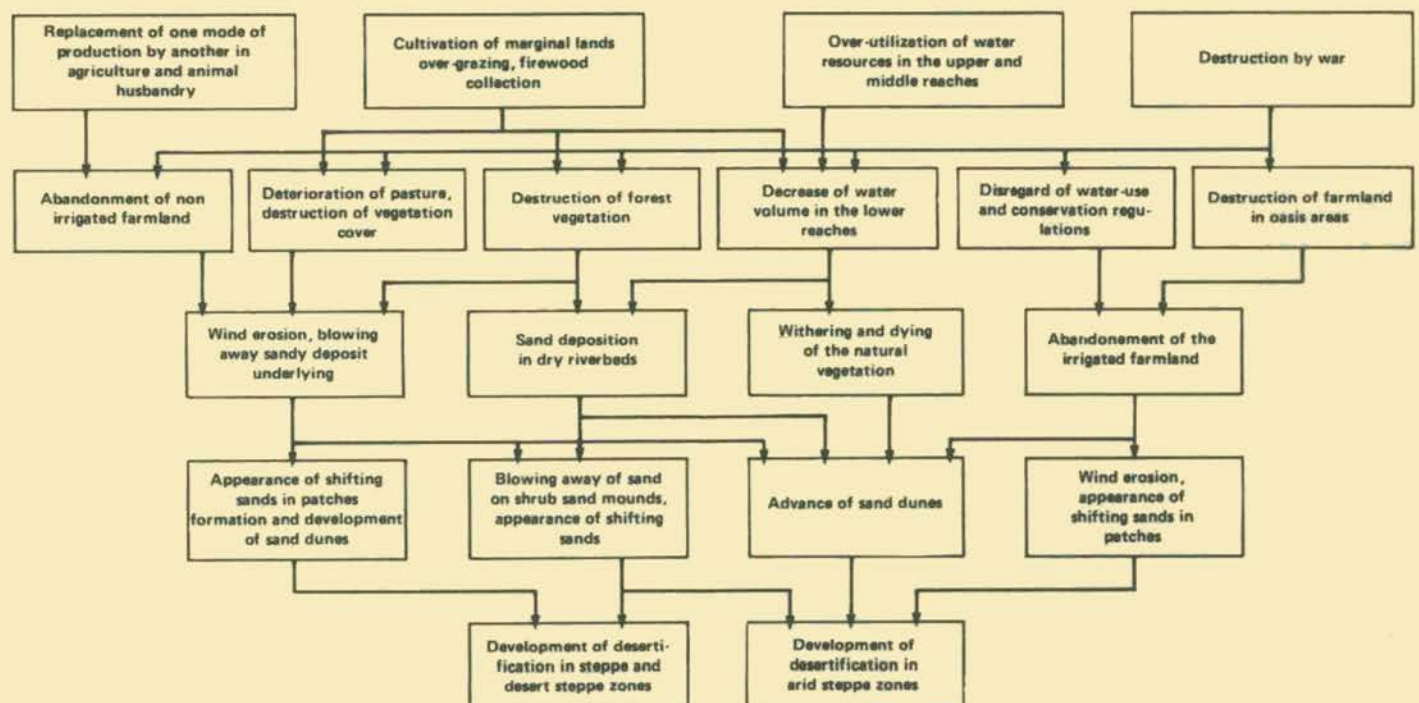 Replacement of one mode of
production by another in
agriculture and animal
husbandry
Cultivation of marginal lands
over-grazing, firewood
collection
Over-utilization of water
resources in the upper and
middle reaches
Destruction by war
Abandonment of non
irrigated farmland
Deterioration of pasture,
destruction of vegetation
cover
Destruction of forest
vegetation
Decrease of water
volume in the lower
reaches
Disregard of water-use
and conservation regu-
lations
Destruction of farmland
in oasis areas
Wind erosion, blowing
away sandy deposit
underlying
Sand deposition
in dry riverbeds
Withering and dying
of the natural
vegetation
Abandonement of the
irrigated farmland
Appearance of shifting
sands in patches
formation and development
of sand dunes
Blowing away of sand
on shrub sand mounds,
appearance of shifting
sands
Advance of sand dunes
Wind erosion,
appearance of
shifting sands in
patches
Development of deserti-
fication in steppe and
desert steppe zones
Development of
desertification in
arid steppe zones